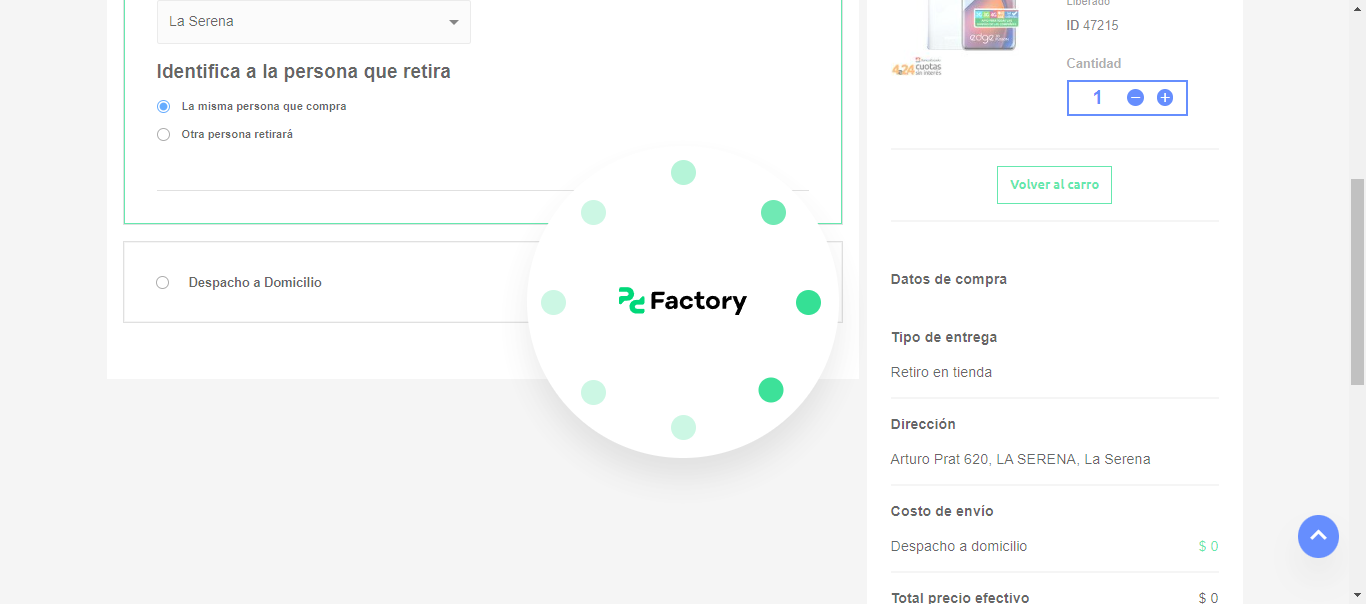 La Serena
Identifica a la persona que retira
La misma persona que compra
Otra persona retirará
Despacho a Domicilio
Factory
Liberado
ID 47215
edge
cuotas
sin interés
Cantidad
1
Volver al carro
Datos de compra
Tipo de entrega
Retiro en tienda
Dirección
Arturo Prat 620, LA SERENA, La Serena
Costo de envío
Despacho a domicilio $ 0
Total precio efectivo $ 0